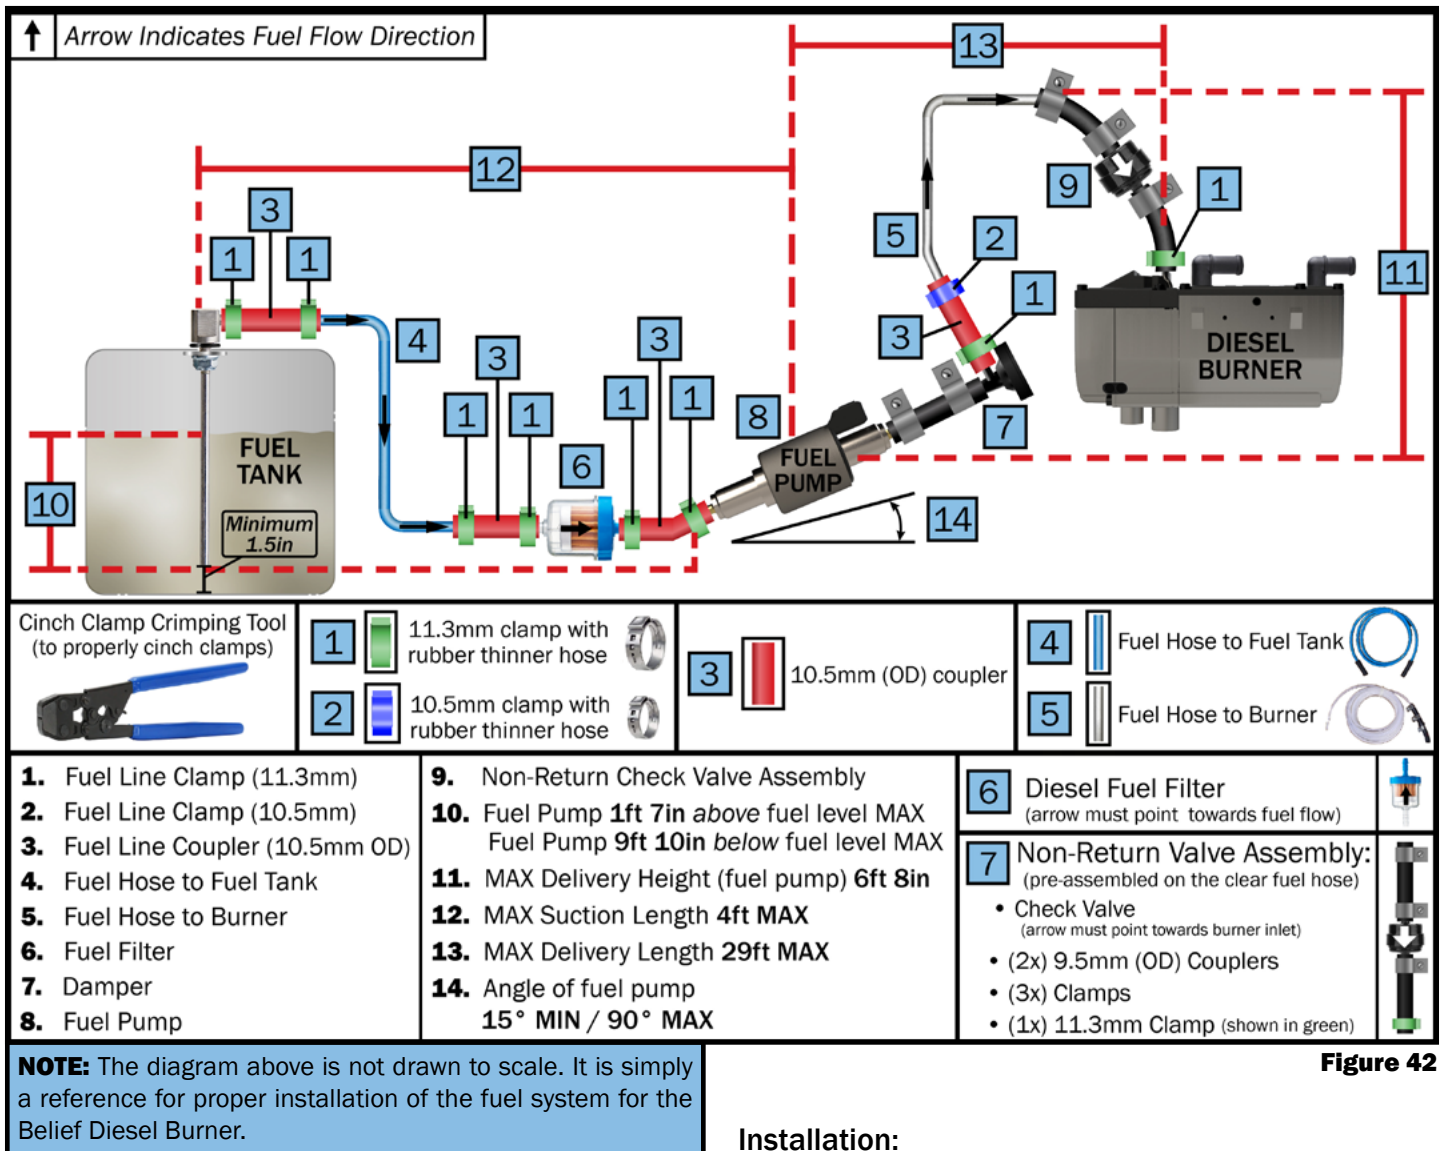 Arrow Indicates Fuel Flow Direction
13
12
3
1
1
4
3
1
1
6
3
1
1
8
5
2
3
1
7
9
1
11
14
10
FUEL
TANK
Minimum
1.5in
FUEL
PUMP
DIESEL
BURNER
Cinch Clamp Crimping Tool
(to properly cinch clamps)
1
11.3mm clamp with
rubber thinner hose
2
10.5mm clamp with
rubber thinner hose
3
10.5mm (OD) coupler
4
Fuel Hose to Fuel Tank
5
Fuel Hose to Burner
1. Fuel Line Clamp (11.3mm)
2. Fuel Line Clamp (10.5mm)
3. Fuel Line Coupler (10.5mm OD)
4. Fuel Hose to Fuel Tank
5. Fuel Hose to Burner
6. Fuel Filter
7. Damper
8. Fuel Pump
9. Non-Return Check Valve Assembly
10. Fuel Pump 1ft 7in above fuel level MAX
Fuel Pump 9ft 10in below fuel level MAX
11. MAX Delivery Height (fuel pump) 6ft 8in
12. MAX Suction Length 4ft MAX
13. MAX Delivery Length 29ft MAX
14. Angle of fuel pump
15° MIN / 90° MAX
6
Diesel Fuel Filter
(arrow must point towards fuel flow)
7
Non-Return Valve Assembly:
(pre-assembled on the clear fuel hose)
• Check Valve
(arrow must point towards burner inlet)
• (2x) 9.5mm (OD) Couplers
• (3x) Clamps
• (1x) 11.3mm Clamp (shown in green)
NOTE: The diagram above is not drawn to scale. It is simply
a reference for proper installation of the fuel system for the
Belief Diesel Burner.
Figure 42
Installation: